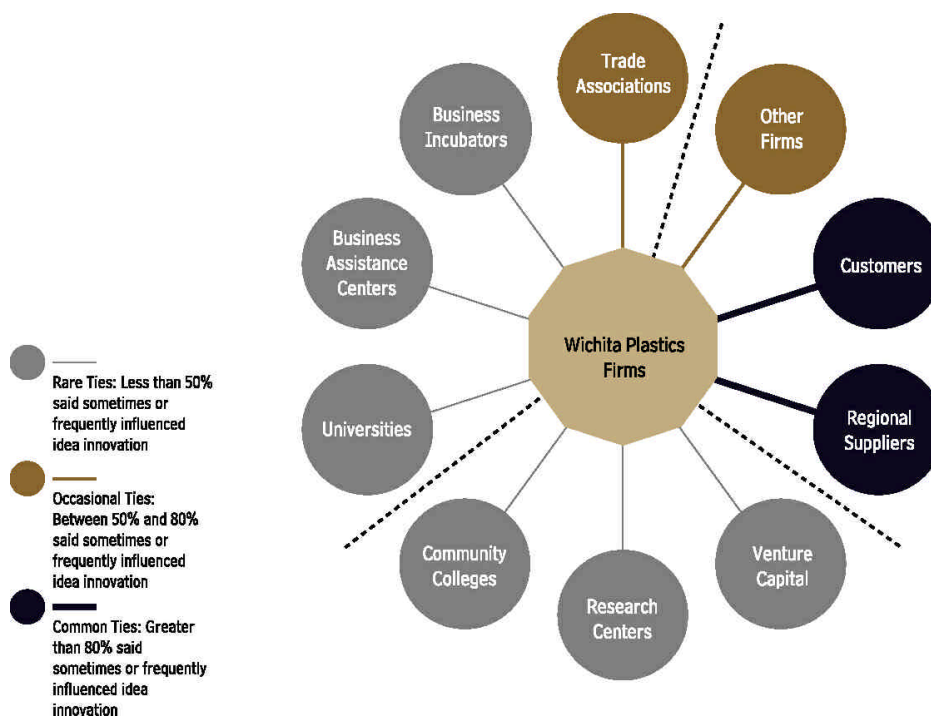 Trade
Associations
Other
Firms
Business
Incubators
Business
Assistance
Centers
Customers
Wichita Plastics
Firms
Universities
Regional
Suppliers
Community
Colleges
Venture
Capital
Research
Centers
Rare Ties: Less than 50%
said sometimes or
frequently influenced
idea innovation
Occasional Ties:
Between 50% and 80%
said sometimes or
frequently influenced
idea innovation
Common Ties: Greater
than 80% said
sometimes or frequently
influenced idea
innovation